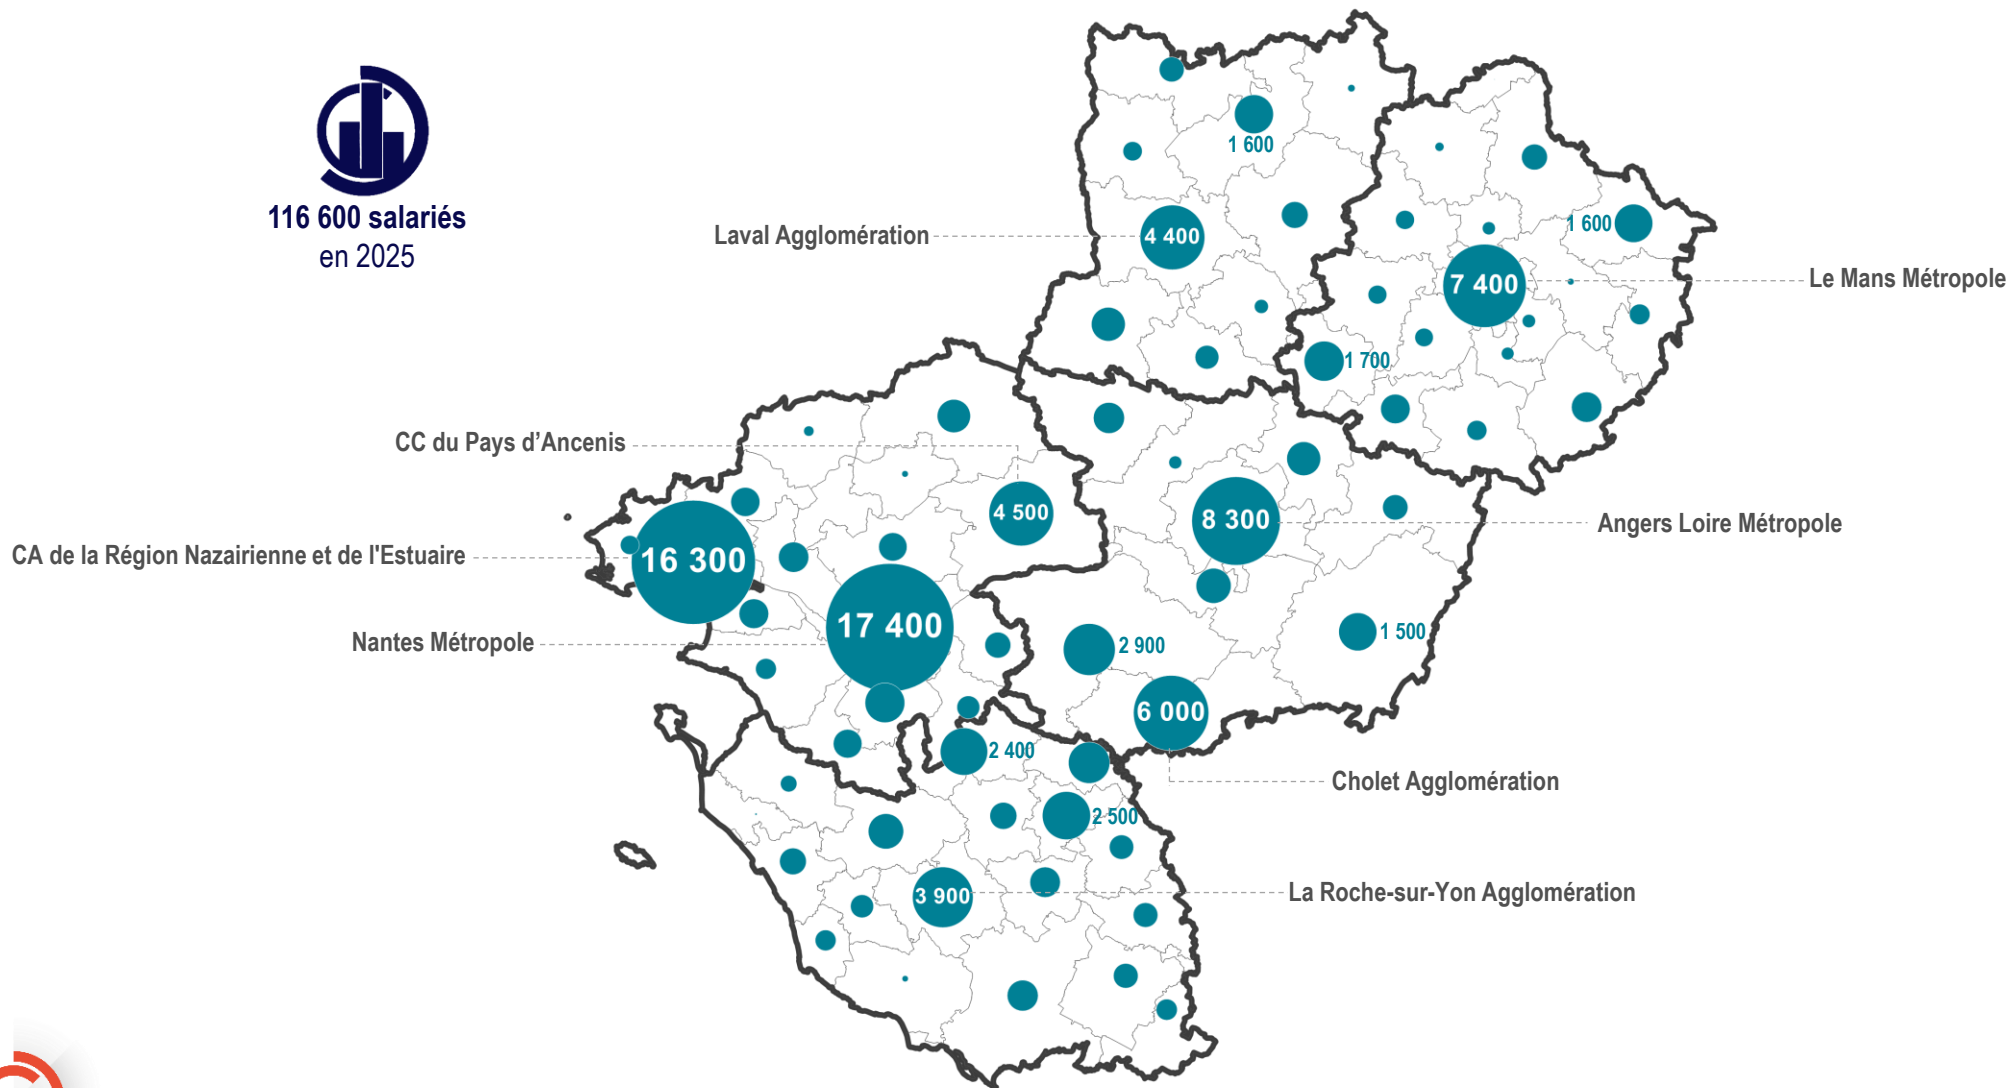 116 600 salariés
en 2025
1 600
Laval Agglomération
4 400
1 600
7 400
Le Mans Métropole
1 700
CC du Pays d’Ancenis
4 500
8 300
Angers Loire Métropole
CA de la Région Nazairienne et de l'Estuaire
16 300
Nantes Métropole
17 400
2 900
1 500
6 000
2 400
Cholet Agglomération
2 500
3 900
La Roche-sur-Yon Agglomération